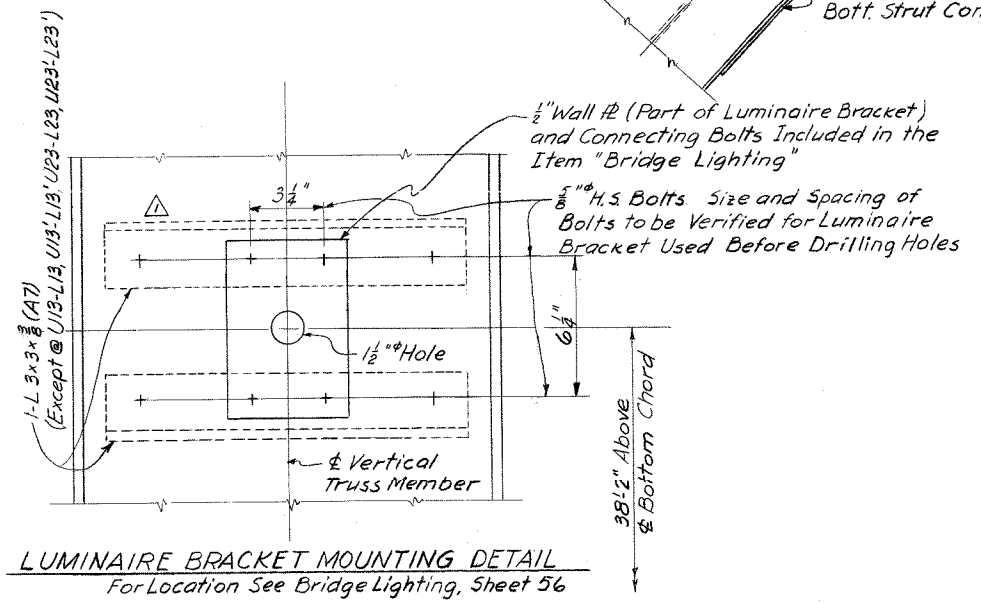 Bott. Strut Con
n
n
½" Wall ℔ (Part of Luminaire Bracket)
and Connecting Bolts Included in the
Item "Bridge Lighting"
⅝"φ H.S. Bolts. Size and Spacing of
Bolts to be Verified for Luminaire
Bracket Used Before Drilling Holes
3¼"
1
1-L 3x3x⅜ (A7)
(Except @ U13-L13, U13'-L13', U23-L23, U23'-L23')
6¼"
1½"φ Hole
38'-2" Above
℄ Bottom Chord
℄ Vertical
Truss Member
LUMINAIRE BRACKET MOUNTING DETAIL
For Location See Bridge Lighting, Sheet 56